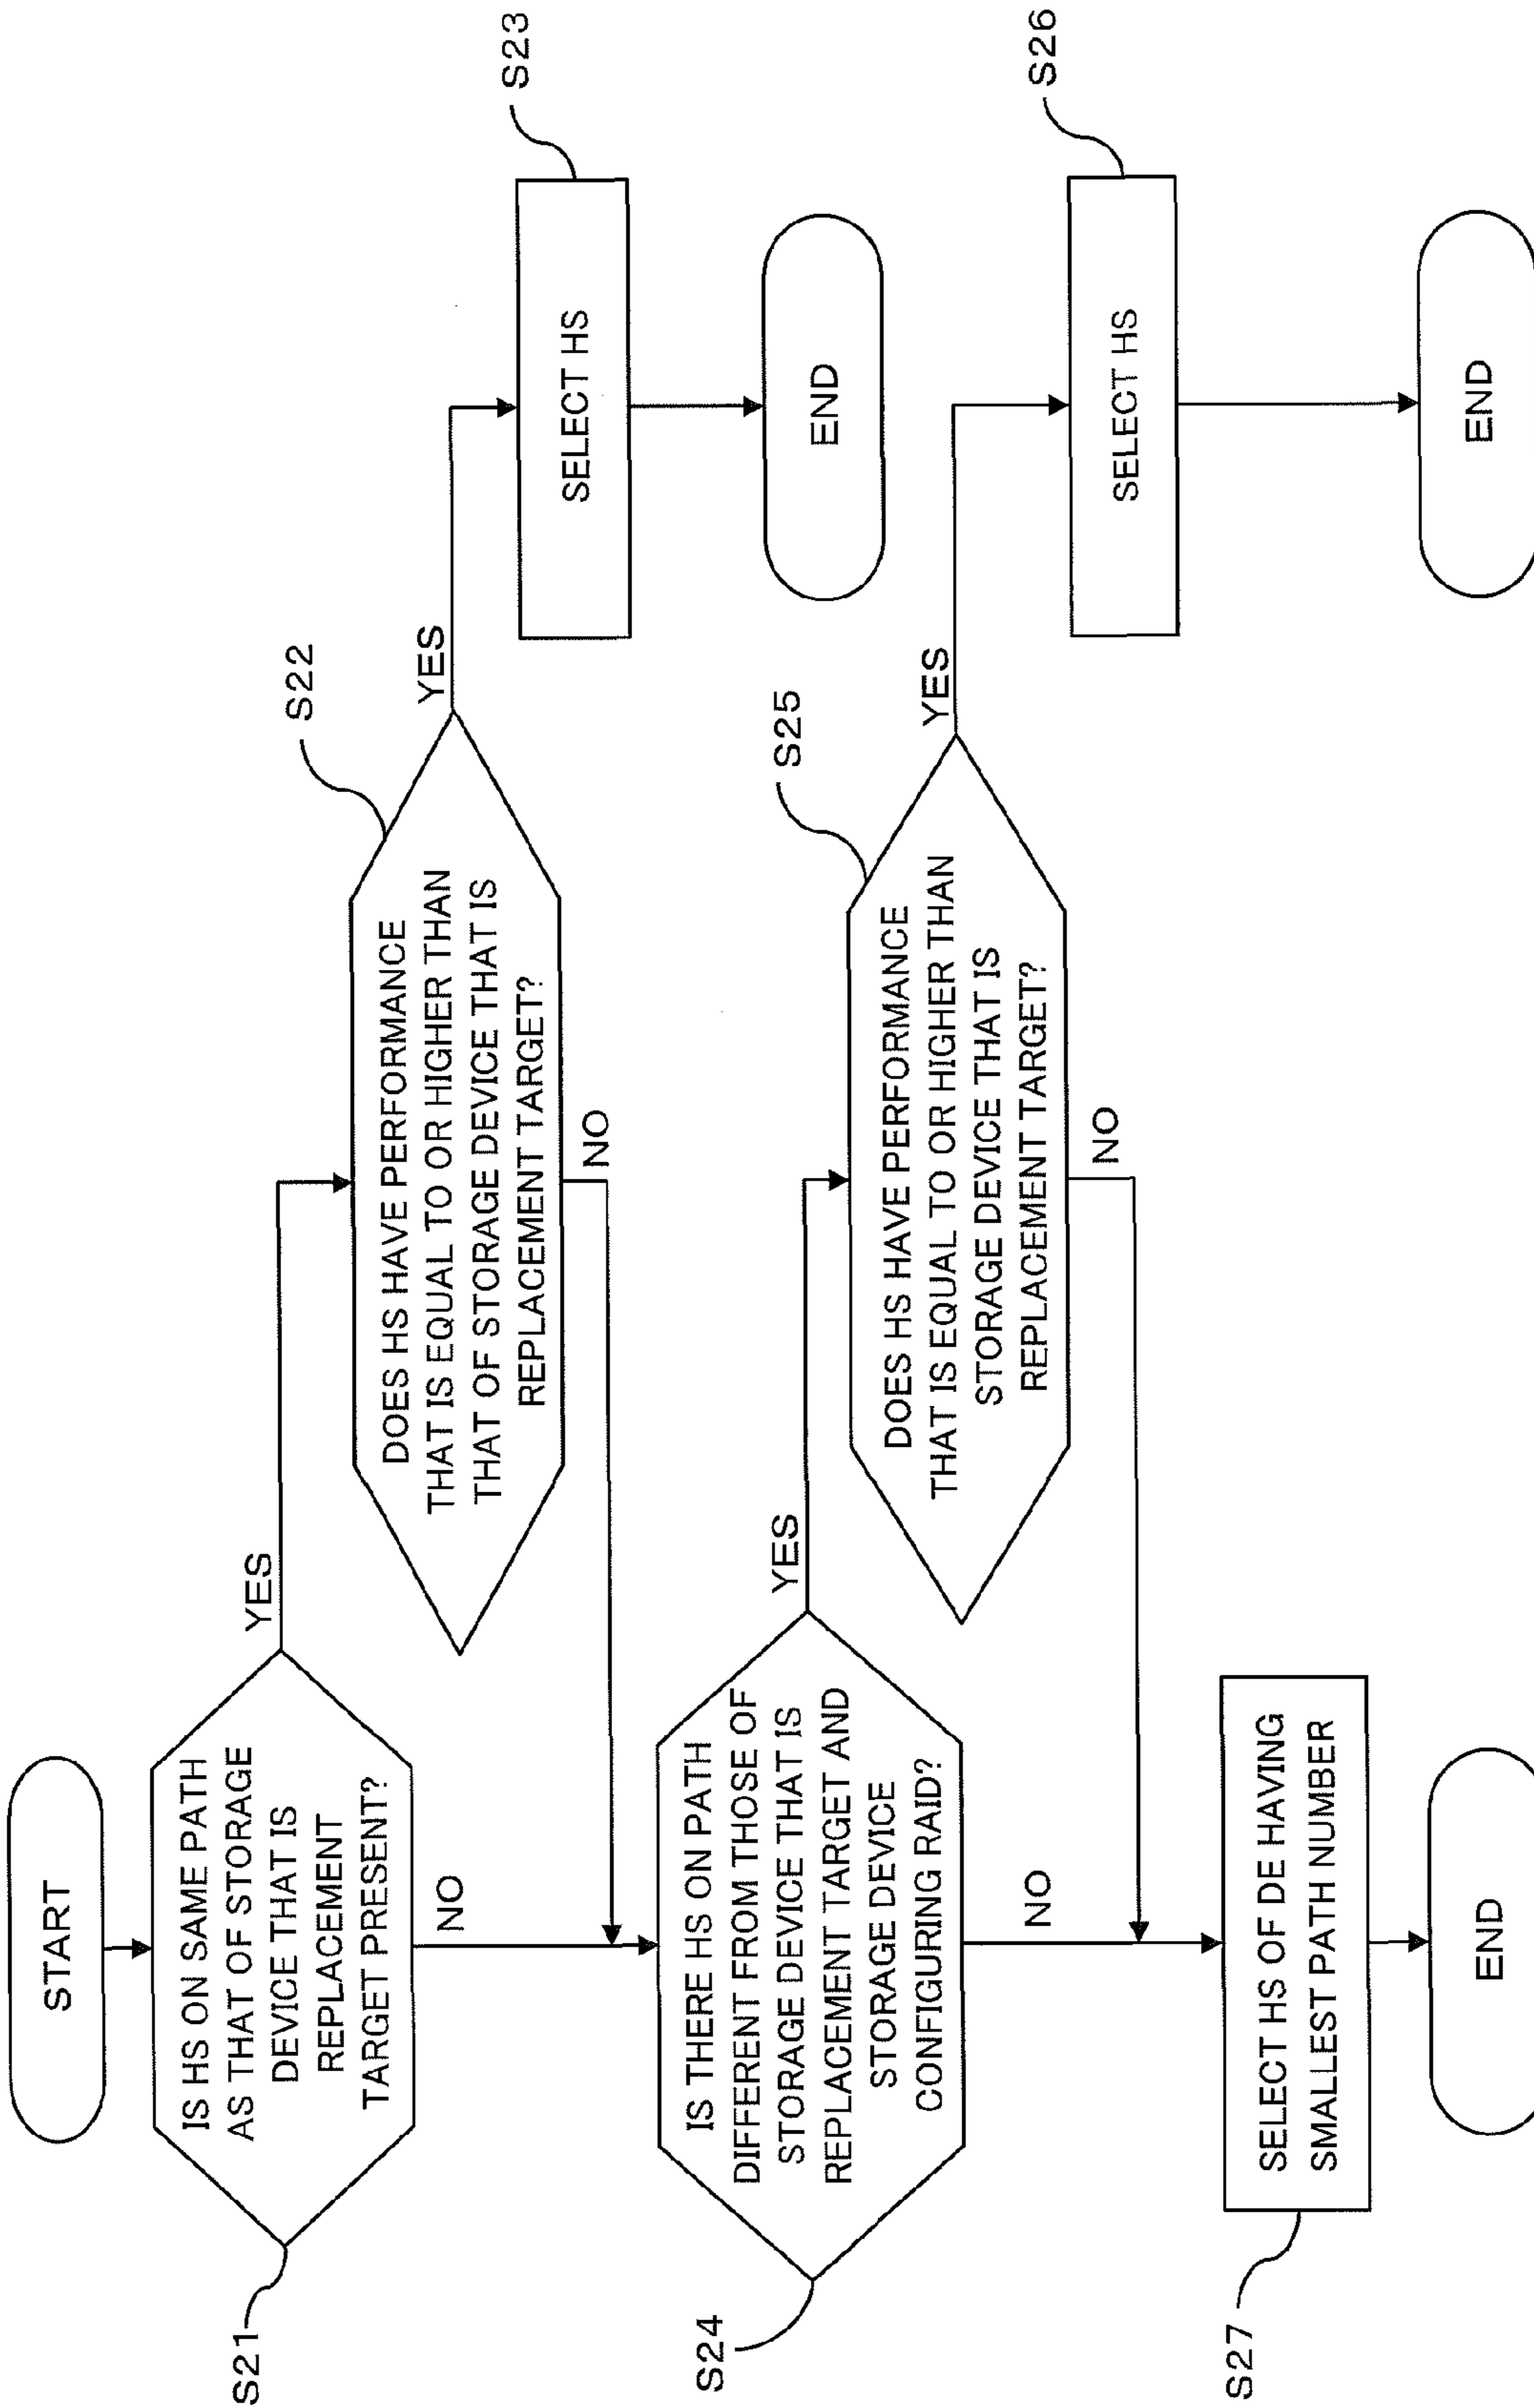 START
S21
IS HS ON SAME PATH
AS THAT OF STORAGE
DEVICE THAT IS
REPLACEMENT
TARGET PRESENT?
YES
NO
S22
DOES HS HAVE PERFORMANCE
THAT IS EQUAL TO OR HIGHER THAN
THAT OF STORAGE DEVICE THAT IS
REPLACEMENT TARGET?
YES
NO
S23
SELECT HS
END
S24
IS THERE HS ON PATH
DIFFERENT FROM THOSE OF
STORAGE DEVICE THAT IS
REPLACEMENT TARGET AND
STORAGE DEVICE
CONFIGURING RAID?
YES
NO
S25
DOES HS HAVE PERFORMANCE
THAT IS EQUAL TO OR HIGHER THAN
STORAGE DEVICE THAT IS
REPLACEMENT TARGET?
YES
NO
S26
SELECT HS
END
S27
SELECT HS OF DE HAVING
SMALLEST PATH NUMBER
END